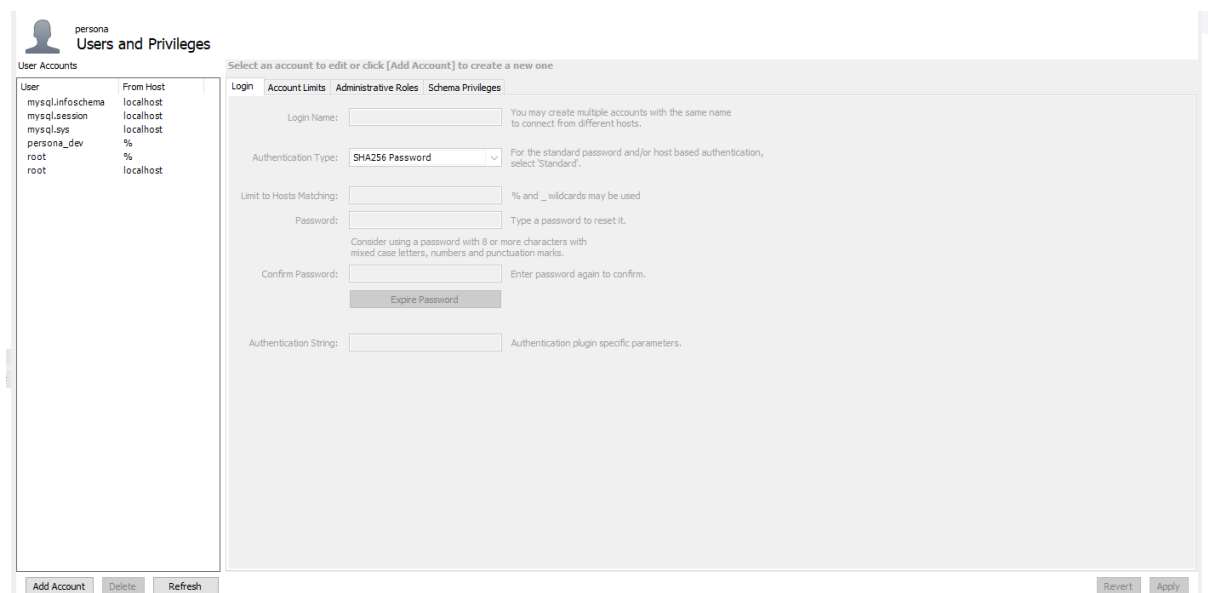 persona
Users and Privileges
User Accounts
Select an account to edit or click [Add Account] to create a new one
User From Host
mysql.infoschema localhost
mysql.session localhost
mysql.sys localhost
persona_dev %
root %
root localhost
Login Account Limits Administrative Roles Schema Privileges
Login Name: You may create multiple accounts with the same name
to connect from different hosts.
Authentication Type: SHA256 Password For the standard password and/or host based authentication,
select 'Standard'.
Limit to Hosts Matching: % and _ wildcards may be used
Password: Type a password to reset it.
Consider using a password with 8 or more characters with
mixed case letters, numbers and punctuation marks.
Confirm Password: Enter password again to confirm.
Expire Password
Authentication String: Authentication plugin specific parameters.
Add Account Delete Refresh Revert Apply